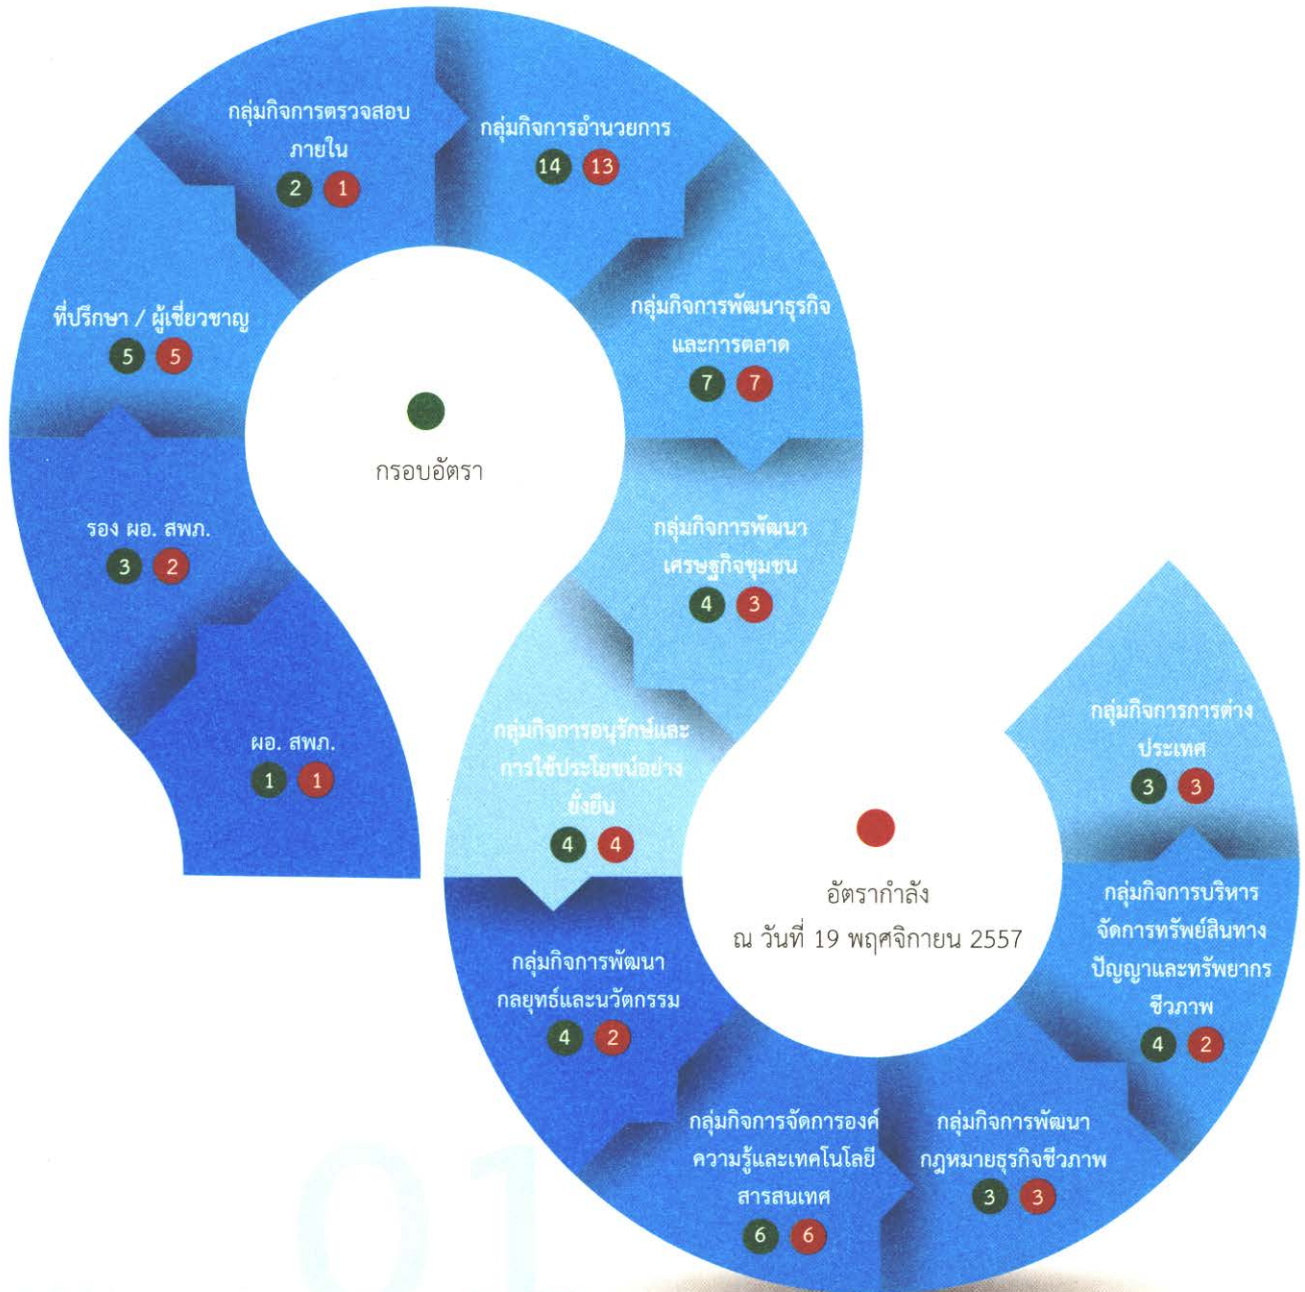 ผอ. สพภ.
1 1
รอง ผอ. สพภ.
3 2
ที่ปรึกษา / ผู้เชี่ยวชาญ
5 5
กลุ่มกิจการตรวจสอบ
ภายใน
2 1
กลุ่มกิจการอำนวยการ
14 13
กลุ่มกิจการพัฒนาธุรกิจ
และการตลาด
7 7
กลุ่มกิจการพัฒนา
เศรษฐกิจชุมชน
4 3
กลุ่มกิจการอนุรักษ์และ
การใช้ประโยชน์อย่าง
ยั่งยืน
4 4
กลุ่มกิจการพัฒนา
กลยุทธ์และนวัตกรรม
4 2
กลุ่มกิจการจัดการองค์
ความรู้และเทคโนโลยี
สารสนเทศ
6 6
กลุ่มกิจการพัฒนา
กฎหมายธุรกิจชีวภาพ
3 3
กลุ่มกิจการบริหาร
จัดการทรัพย์สินทาง
ปัญญาและทรัพยากร
ชีวภาพ
4 2
กลุ่มกิจการการต่าง
ประเทศ
3 3
กรอบอัตรา
อัตรากำลัง
ณ วันที่ 19 พฤศจิกายน 2557
01